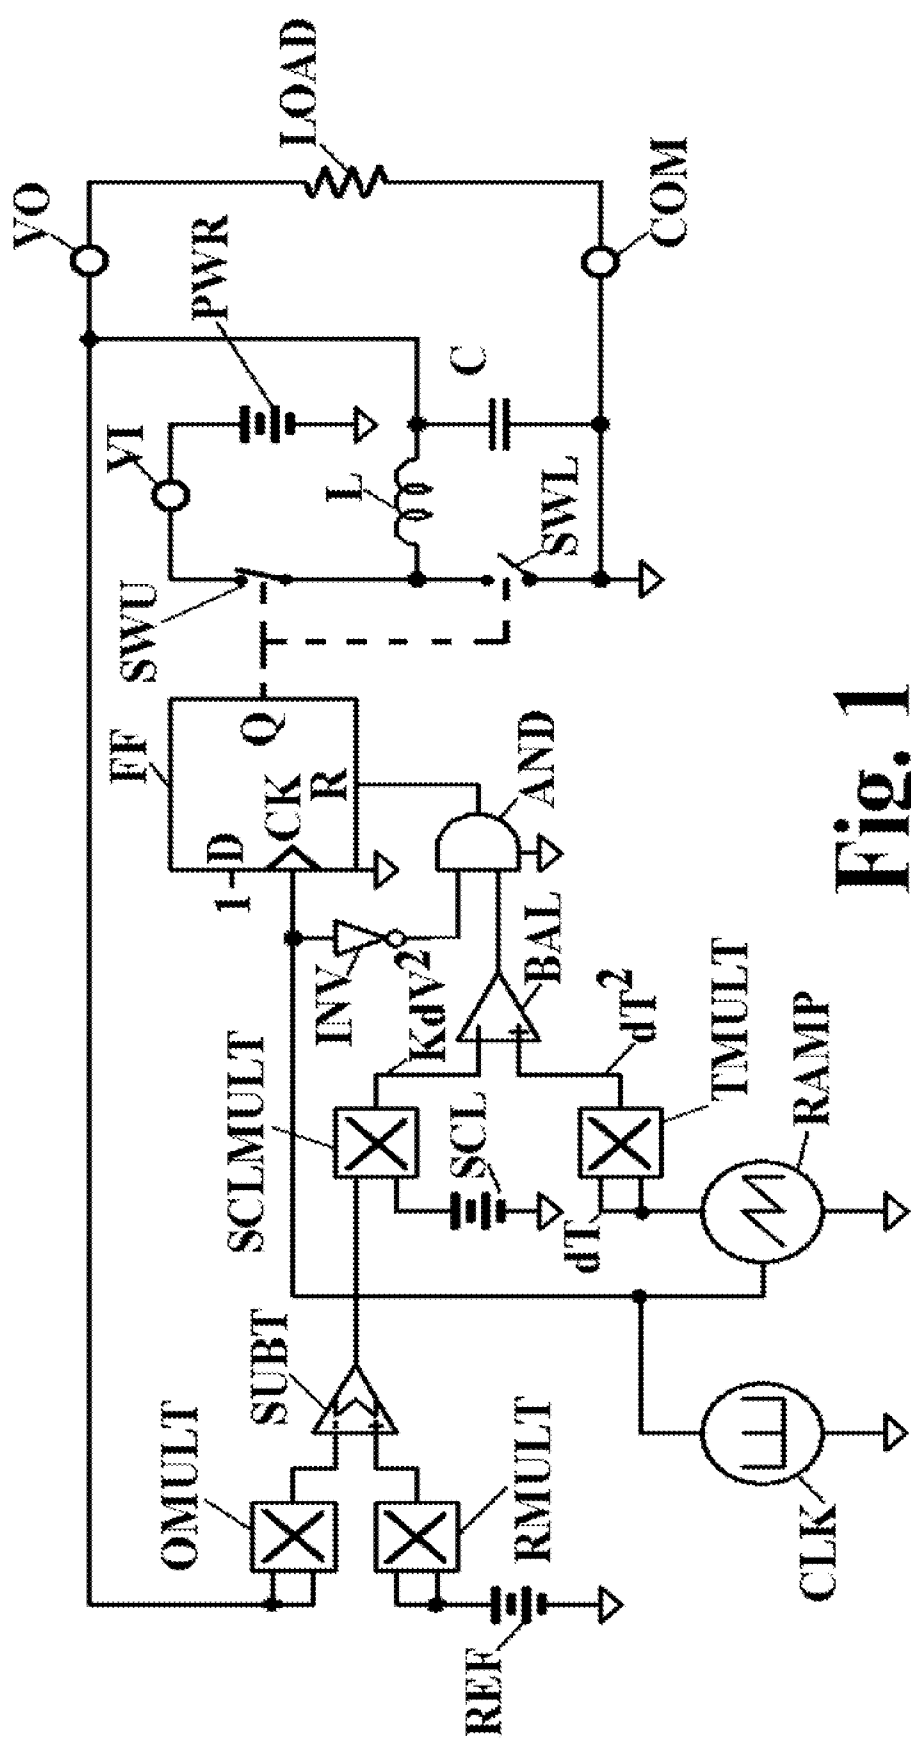 VO
LOAD
VI
PWR
SWU
L
C
FF
D
Q
1
CK
R
SWL
COM
INV
AND
SCLMULT
KdV²
BAL
OMULT
SUBT
SCL
dT²
dT
TMULT
RMULT
REF
RAMP
CLK
Fig. 1